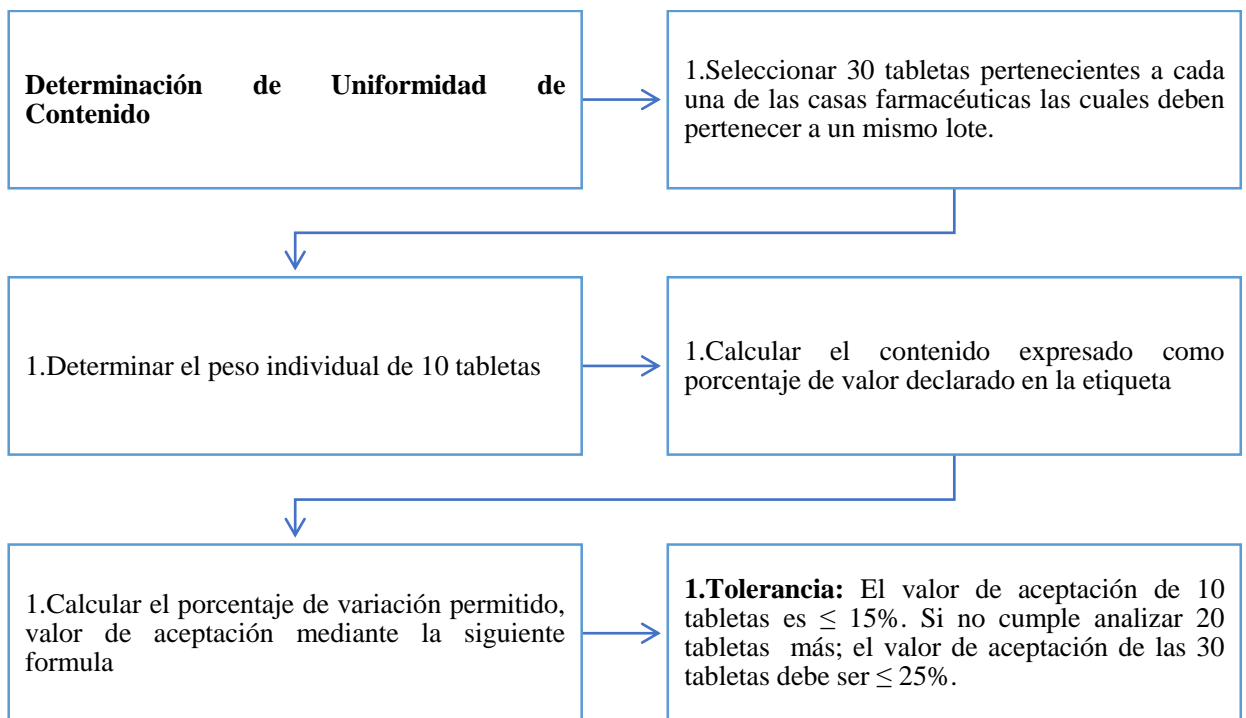 Determinación de Uniformidad de
Contenido
1.Seleccionar 30 tabletas pertenecientes a cada
una de las casas farmacéuticas las cuales deben
pertenecer a un mismo lote.
1.Determinar el peso individual de 10 tabletas
1.Calcular el contenido expresado como
porcentaje de valor declarado en la etiqueta
1.Calcular el porcentaje de variación permitido,
valor de aceptación mediante la siguiente
formula
1.Tolerancia: El valor de aceptación de 10
tabletas es ≤ 15%. Si no cumple analizar 20
tabletas más; el valor de aceptación de las 30
tabletas debe ser ≤ 25%.